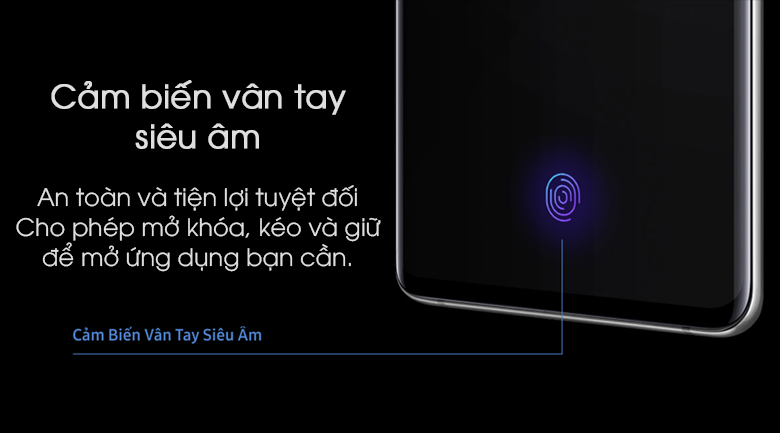 Cảm biến vân tay
siêu âm
An toàn và tiện lợi tuyệt đối
Cho phép mở khóa, kéo và giữ
để mở ứng dụng bạn cần.
Cảm Biến Vân Tay Siêu Âm